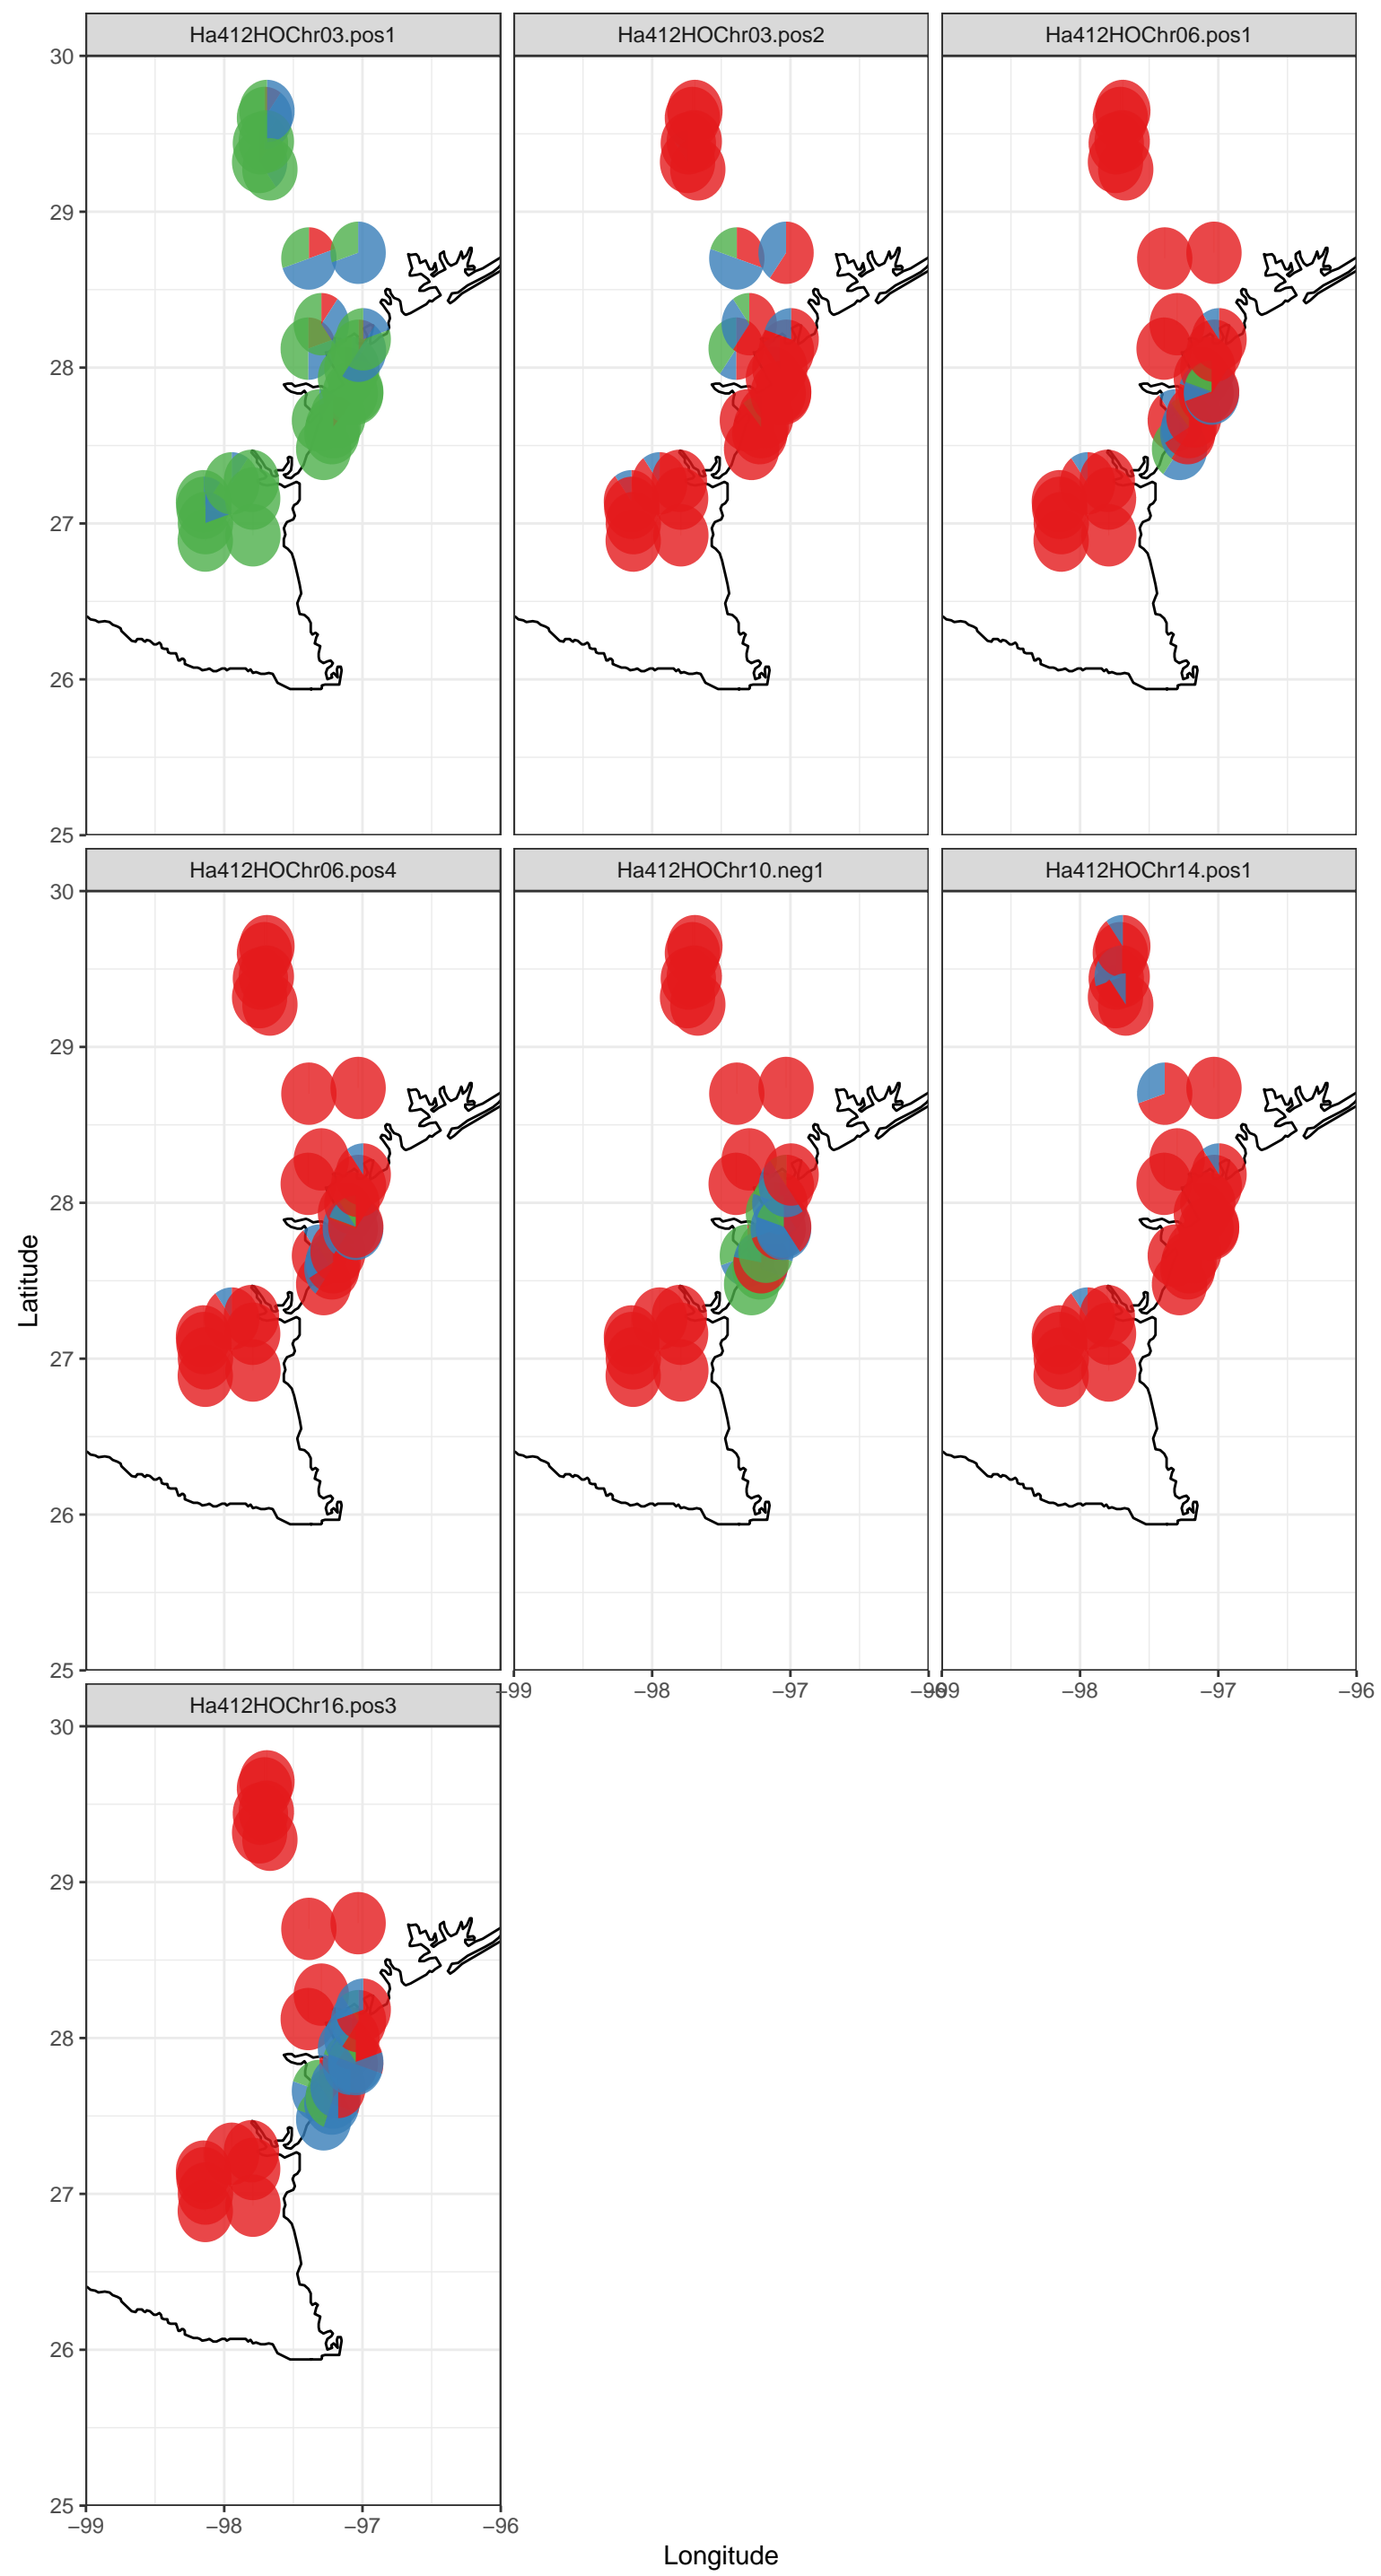 Ha412HOChr03.pos1 Ha412HOChr03.pos2 Ha412HOChr06.pos1
30
29
28
27
26
25
Ha412HOChr06.pos4 Ha412HOChr10.neg1 Ha412HOChr14.pos1
30
29
28
27
26
25
Latitude
−99 −98 −97 −96 −99 −98 −97 −96
Ha412HOChr16.pos3
30
29
28
27
26
25
−99 −98 −97 −96
Longitude